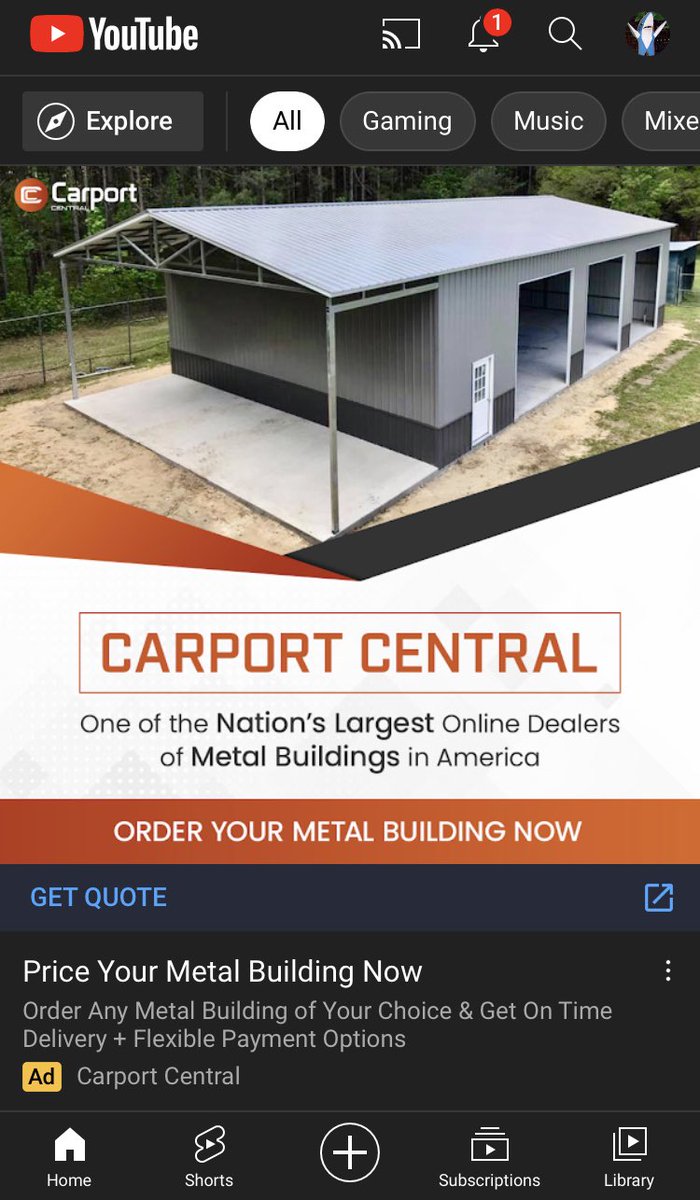 YouTube
1
Explore
All
Gaming
Music
Mixe
Carport
CENTRAL
CARPORT CENTRAL
One of the Nation's Largest Online Dealers
of Metal Buildings in America
ORDER YOUR METAL BUILDING NOW
GET QUOTE
Price Your Metal Building Now
Order Any Metal Building of Your Choice & Get On Time
Delivery + Flexible Payment Options
Ad Carport Central
Home
Shorts
Subscriptions
Library